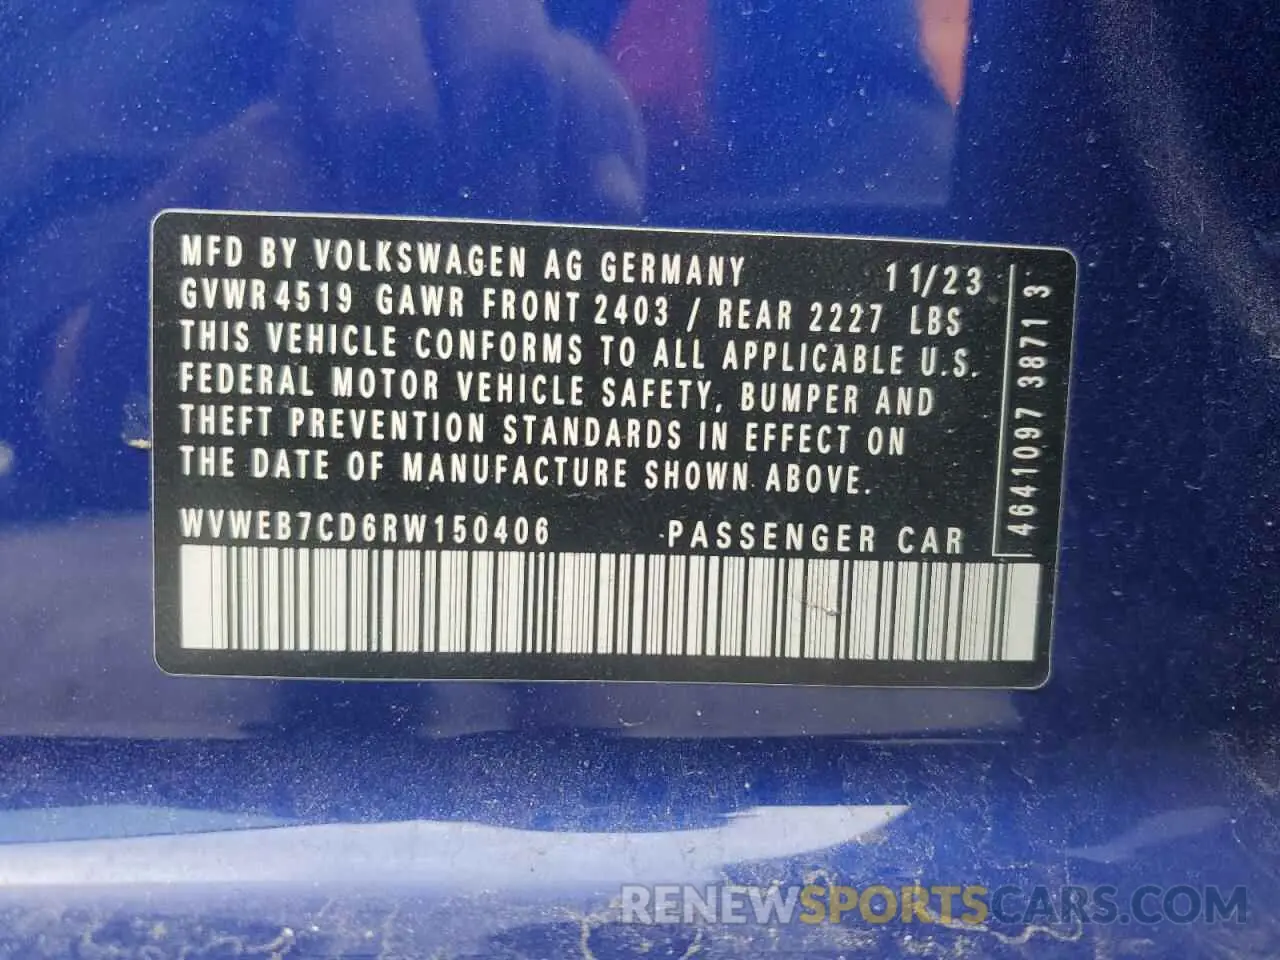 MFD BY VOLKSWAGEN AG GERMANY 11/23
GVWR 4519 GAWR FRONT 2403 / REAR 2227 LBS
THIS VEHICLE CONFORMS TO ALL APPLICABLE U.S.
FEDERAL MOTOR VEHICLE SAFETY, BUMPER AND
THEFT PREVENTION STANDARDS IN EFFECT ON
THE DATE OF MANUFACTURE SHOWN ABOVE.
WVWEB7CD6RW150406 PASSENGER CAR
4641097 3871 3
RENEWSPORTSCARS.COM